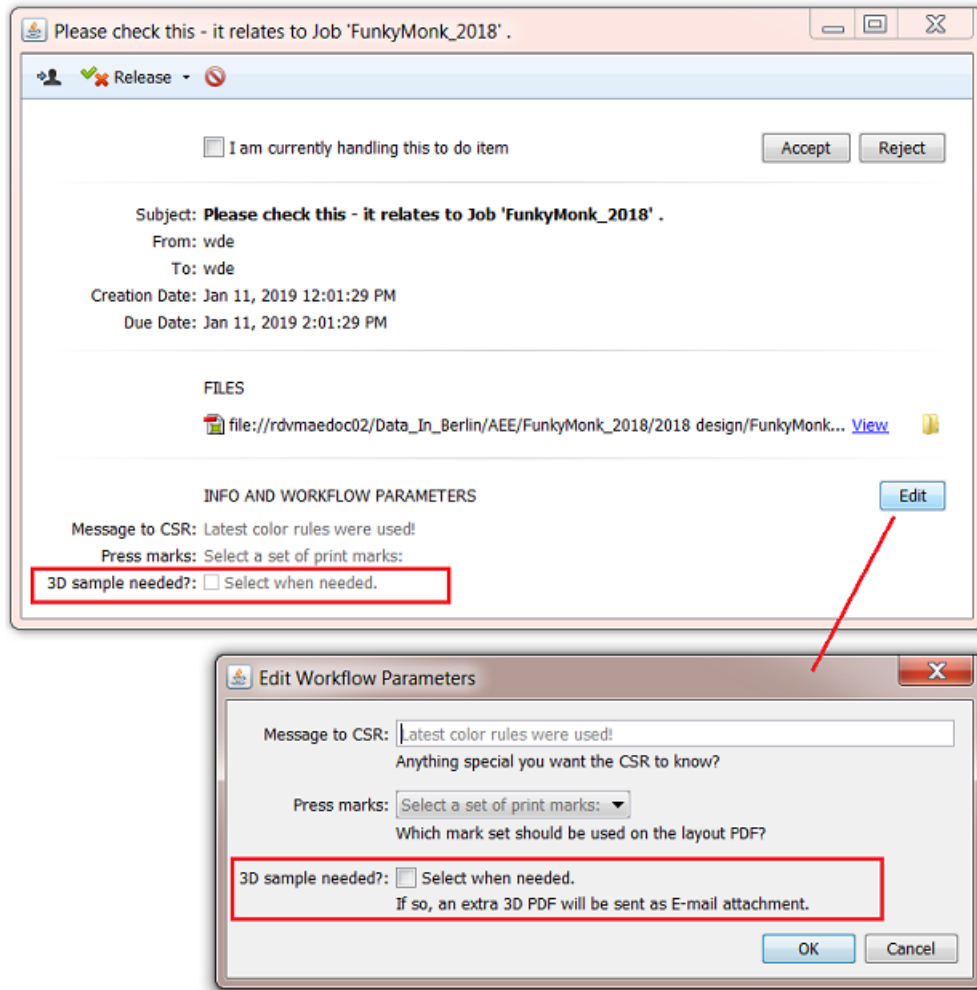 Please check this - it relates to Job 'FunkyMonk_2018' .
Release
I am currently handling this to do item
Accept
Reject
Subject: Please check this - it relates to Job 'FunkyMonk_2018' .
From: wde
To: wde
Creation Date: Jan 11, 2019 12:01:29 PM
Due Date: Jan 11, 2019 2:01:29 PM
FILES
file://rdvmaedoc02/Data_In_Berlin/AEE/FunkyMonk_2018/2018 design/FunkyMonk... View
INFO AND WORKFLOW PARAMETERS
Edit
Message to CSR: Latest color rules were used!
Press marks: Select a set of print marks:
3D sample needed?: Select when needed.
Edit Workflow Parameters
Message to CSR: Latest color rules were used!
Anything special you want the CSR to know?
Press marks: Select a set of print marks:
Which mark set should be used on the layout PDF?
3D sample needed?: Select when needed.
If so, an extra 3D PDF will be sent as E-mail attachment.
OK
Cancel